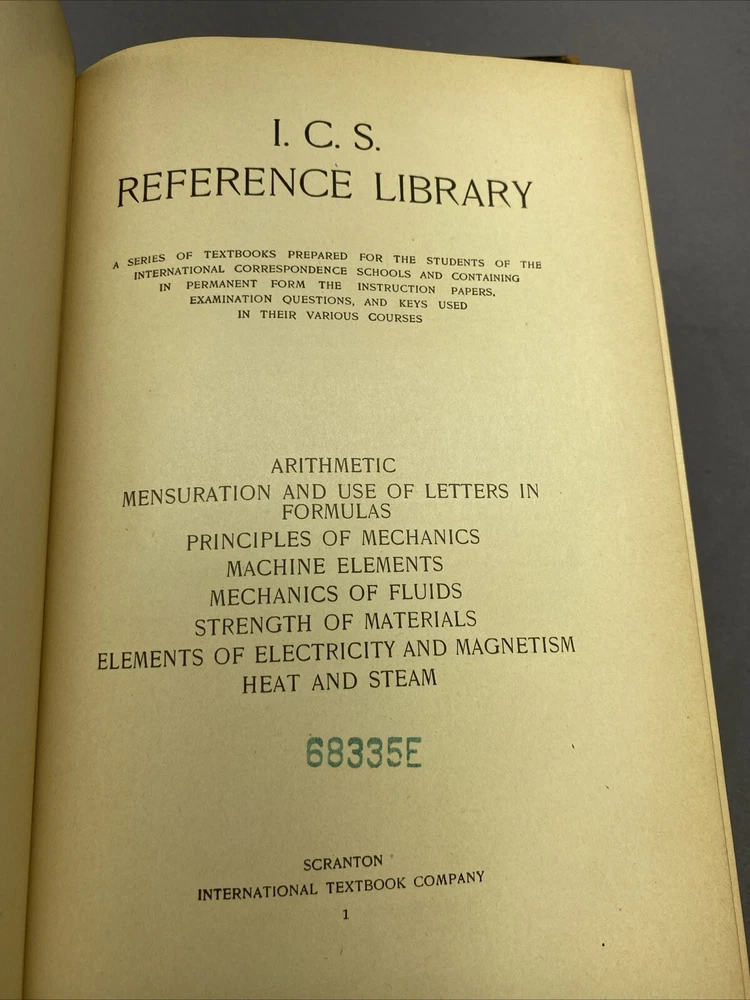 I. C. S.
REFERENCE LIBRARY
A SERIES OF TEXTBOOKS PREPARED FOR THE STUDENTS OF THE
INTERNATIONAL CORRESPONDENCE SCHOOLS AND CONTAINING
IN PERMANENT FORM THE INSTRUCTION PAPERS,
EXAMINATION QUESTIONS, AND KEYS USED
IN THEIR VARIOUS COURSES
ARITHMETIC
MENSURATION AND USE OF LETTERS IN
FORMULAS
PRINCIPLES OF MECHANICS
MACHINE ELEMENTS
MECHANICS OF FLUIDS
STRENGTH OF MATERIALS
ELEMENTS OF ELECTRICITY AND MAGNETISM
HEAT AND STEAM
68335E
SCRANTON
INTERNATIONAL TEXTBOOK COMPANY
1